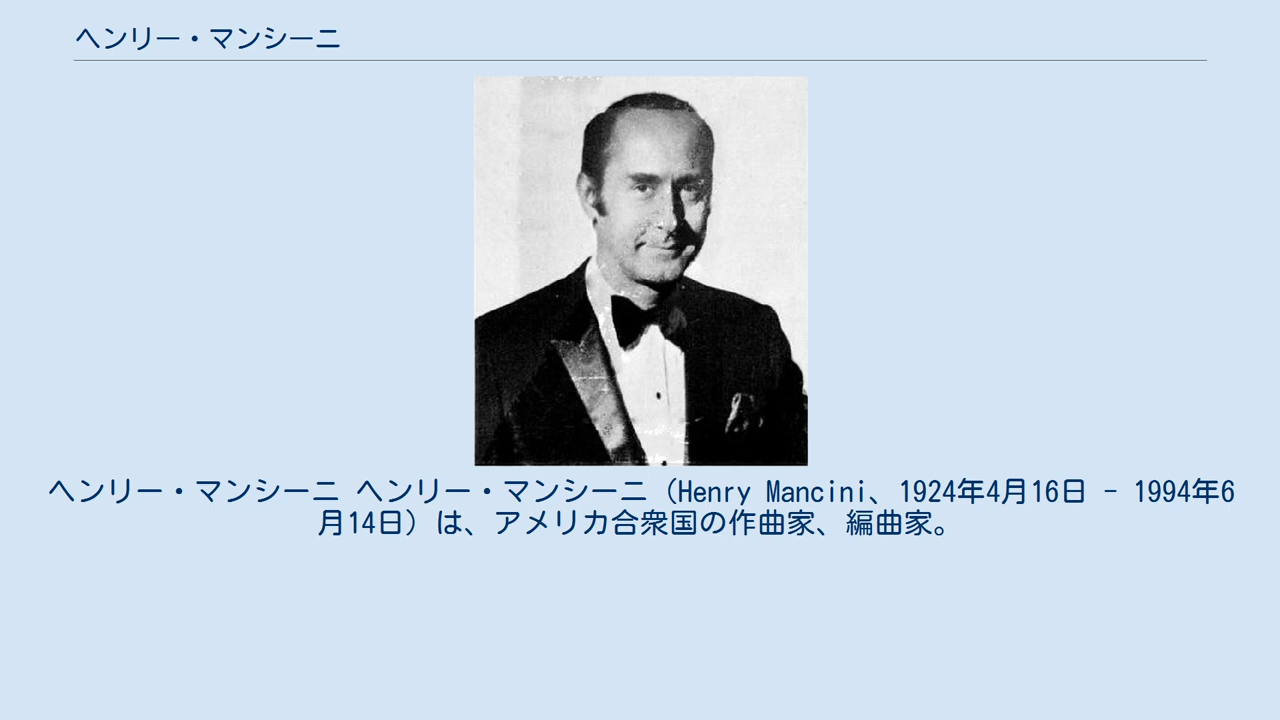 ヘンリー・マンシーニ
ヘンリー・マンシーニ ヘンリー・マンシーニ（Henry Mancini、1924年4月16日 - 1994年6
月14日）は、アメリカ合衆国の作曲家、編曲家。